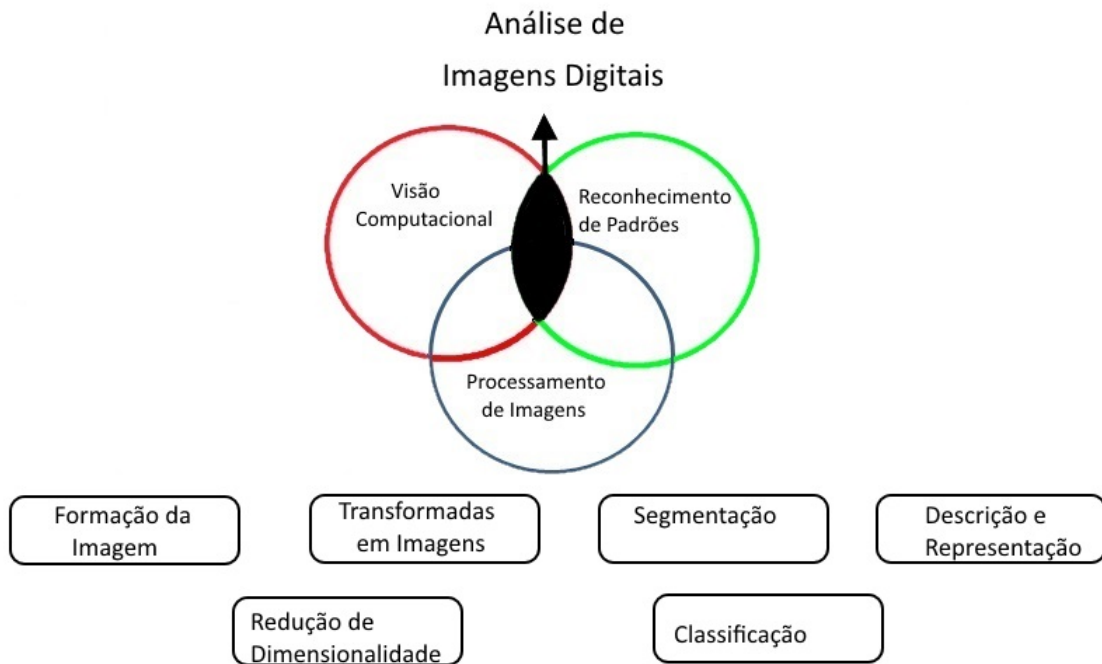 Análise de
Imagens Digitais
Visão
Computacional
Reconhecimento
de Padrões
Processamento
de Imagens
Formação da
Imagem
Transformadas
em Imagens
Segmentação
Descrição e
Representação
Redução de
Dimensionalidade
Classificação